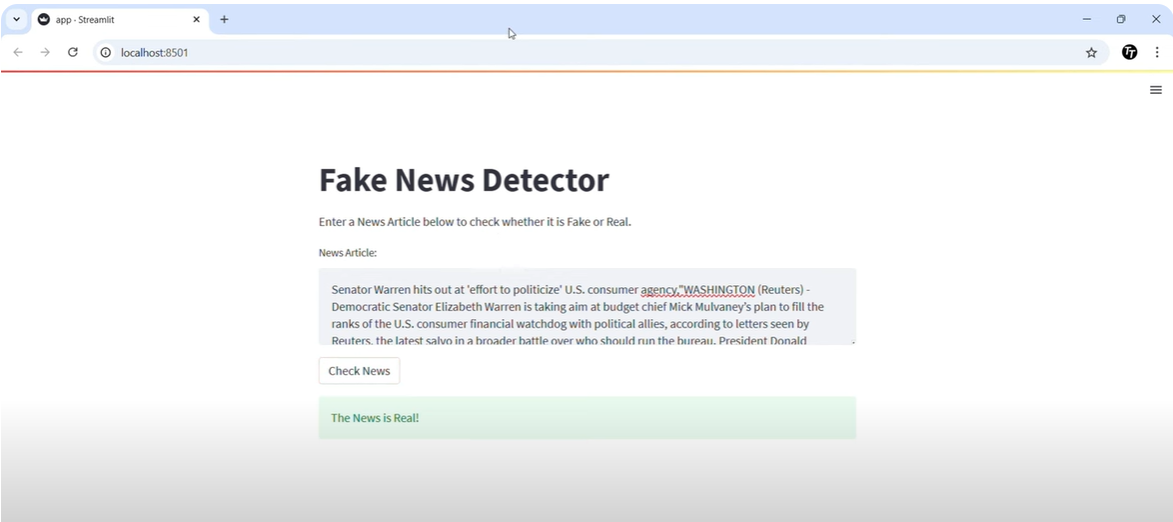 app · Streamlit
localhost:8501
Fake News Detector
Enter a News Article below to check whether it is Fake or Real.
News Article:
Senator Warren hits out at 'effort to politicize' U.S. consumer agency,"WASHINGTON (Reuters) -
Democratic Senator Elizabeth Warren is taking aim at budget chief Mick Mulvaney’s plan to fill the
ranks of the U.S. consumer financial watchdog with political allies, according to letters seen by
Reuters, the latest salvo in a broader battle over who should run the bureau. President Donald
Check News
The News is Real!